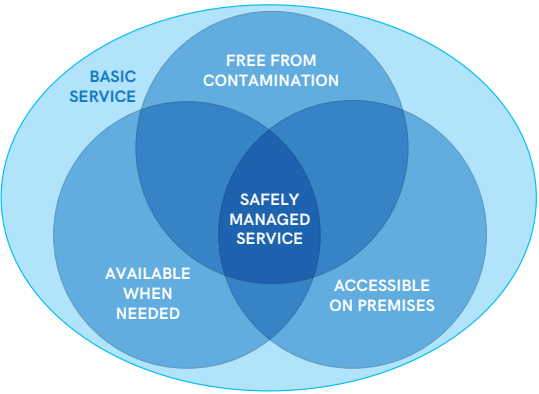 FREE FROM
CONTAMINATION
BASIC
SERVICE
SAFELY
MANAGED
SERVICE
AVAILABLE
WHEN
NEEDED
ACCESSIBLE
ON PREMISES